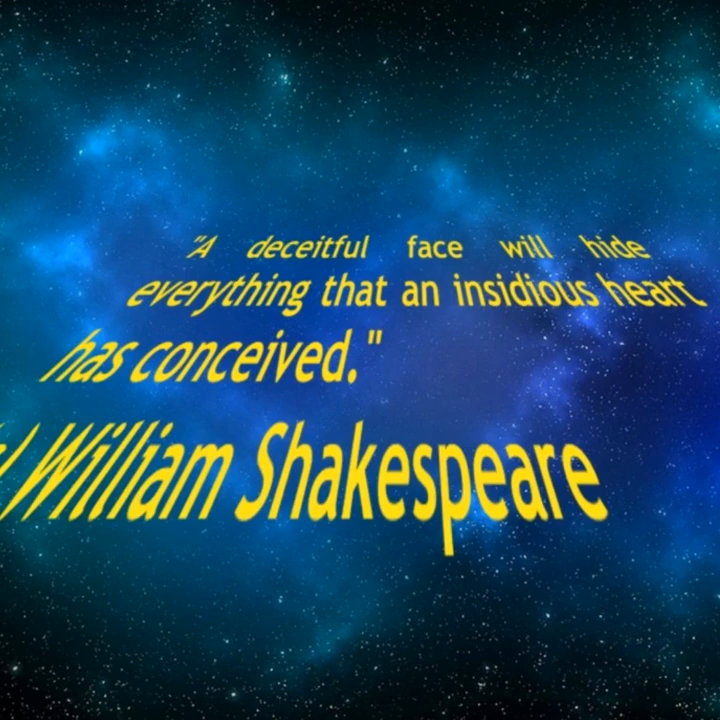 "A deceitful face will hide
everything that an insidious heart
has conceived."
William Shakespeare